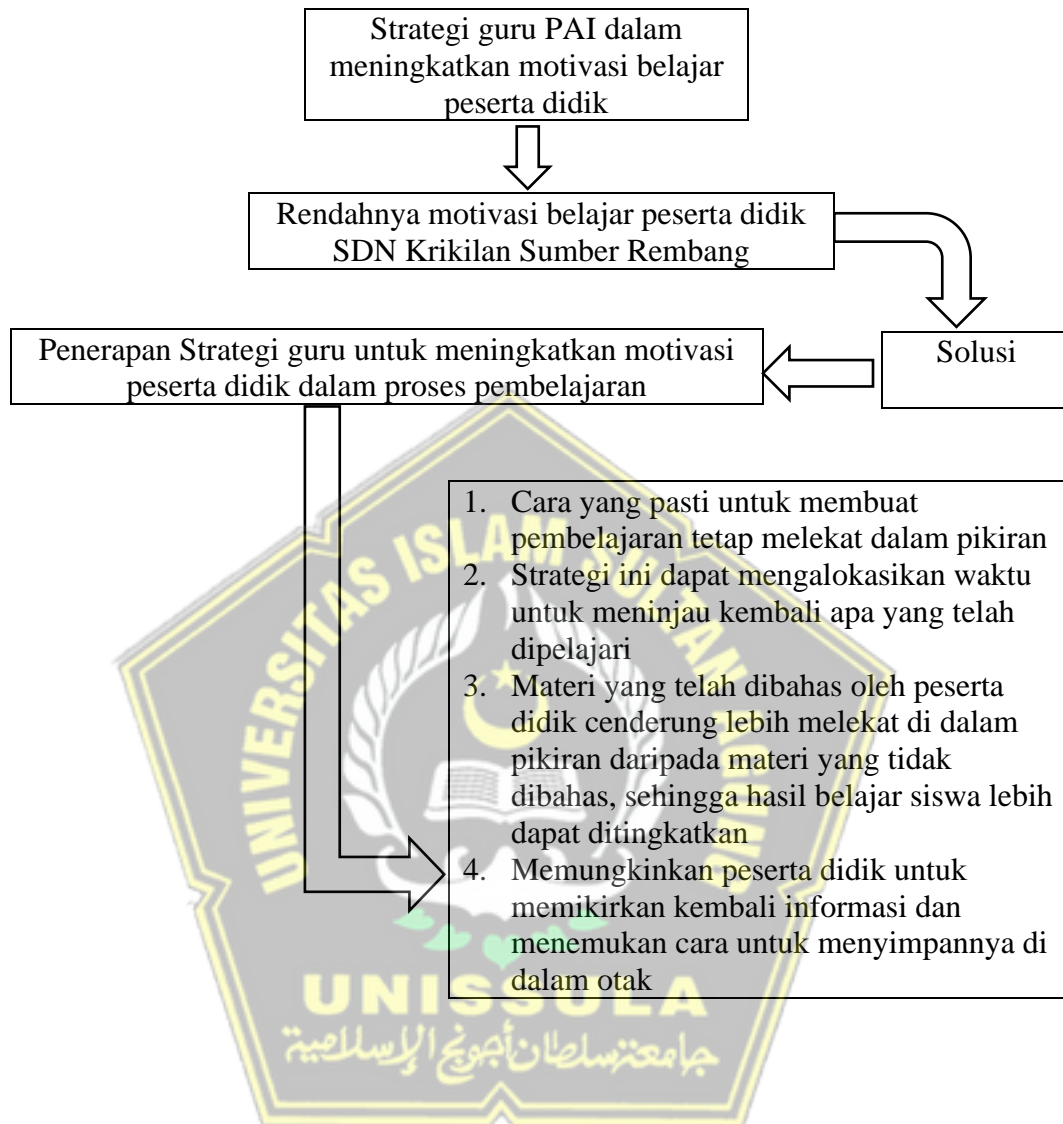 Strategi guru PAI dalam
meningkatkan motivasi belajar
peserta didik
Rendahnya motivasi belajar peserta didik
SDN Krikilan Sumber Rembang
Solusi
Penerapan Strategi guru untuk meningkatkan motivasi
peserta didik dalam proses pembelajaran
1. Cara yang pasti untuk membuat
pembelajaran tetap melekat dalam pikiran
2. Strategi ini dapat mengalokasikan waktu
untuk meninjau kembali apa yang telah
dipelajari
3. Materi yang telah dibahas oleh peserta
didik cenderung lebih melekat di dalam
pikiran daripada materi yang tidak
dibahas, sehingga hasil belajar siswa lebih
dapat ditingkatkan
4. Memungkinkan peserta didik untuk
memikirkan kembali informasi dan
menemukan cara untuk menyimpannya di
dalam otak
UNIVERSITAS ISLAM SULTAN AGUNG
UNISSULA
جامعة سلطان أجونج الإسلامية